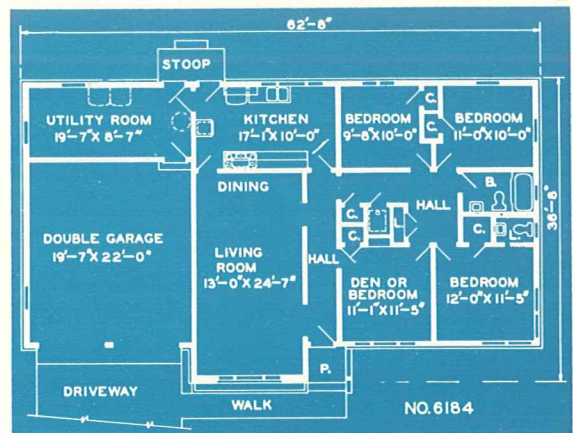 62'-8"
STOOP
UTILITY ROOM
19'-7"X 8'-7"
KITCHEN
17'-1"X 10'-0"
BEDROOM
9'-8"X10'-0"
C.
C.
BEDROOM
11'-0"X 10'-0"
DINING
B.
36'-8"
HALL
C.
C.
L.
C.
L.
DOUBLE GARAGE
19'-7"X 22'-0"
LIVING
ROOM
13'-0"X 24'-7"
HALL
DEN OR
BEDROOM
11'-1"X11'-5"
BEDROOM
12'-0"X 11'-5"
P.
DRIVEWAY
WALK
NO. 6184